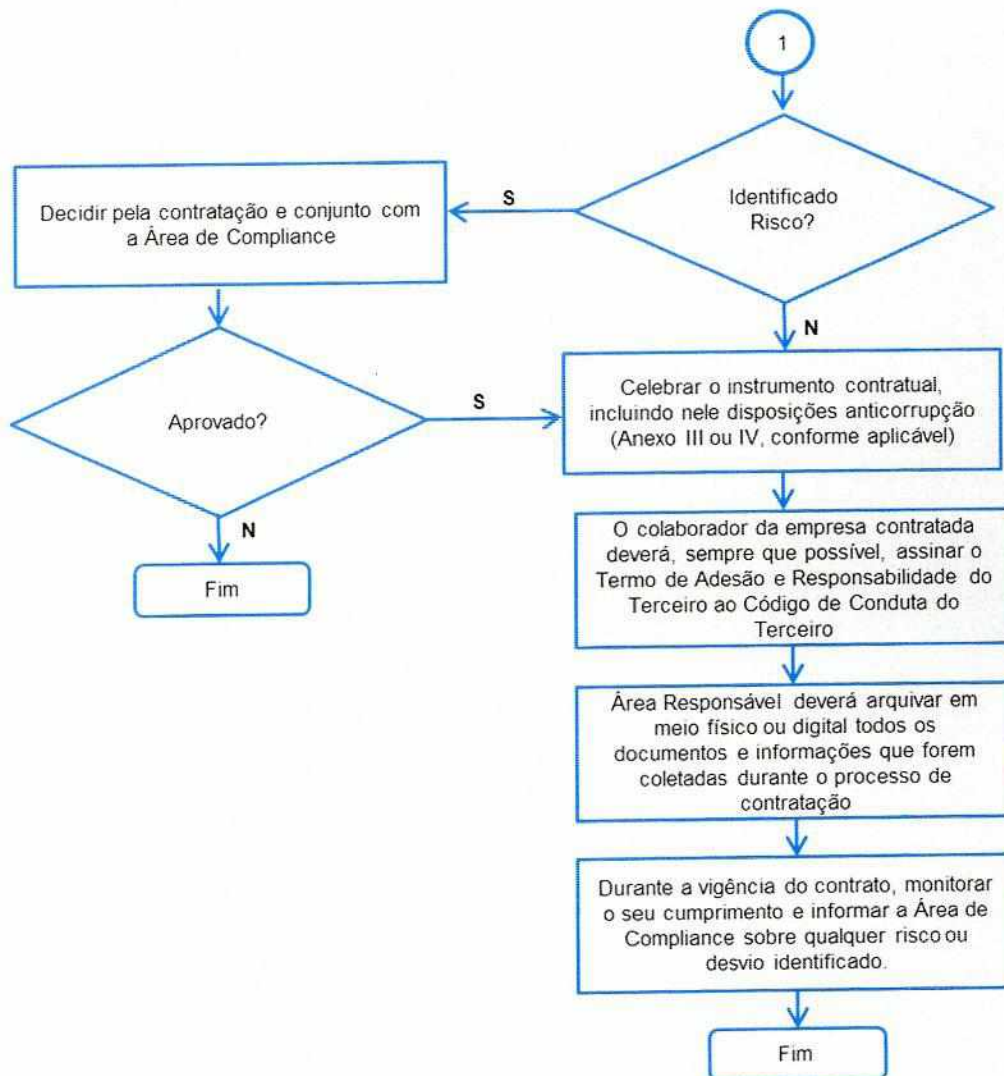 1
Identificado
Risco?
S
Decidir pela contratação e conjunto com
a Área de Compliance
N
Aprovado?
S
Celebrar o instrumento contratual,
incluindo nele disposições anticorrupção
(Anexo III ou IV, conforme aplicável)
N
Fim
O colaborador da empresa contratada
deverá, sempre que possível, assinar o
Termo de Adesão e Responsabilidade do
Terceiro ao Código de Conduta do
Terceiro
Área Responsável deverá arquivar em
meio físico ou digital todos os
documentos e informações que forem
coletadas durante o processo de
contratação
Durante a vigência do contrato, monitorar
o seu cumprimento e informar a Área de
Compliance sobre qualquer risco ou
desvio identificado.
Fim